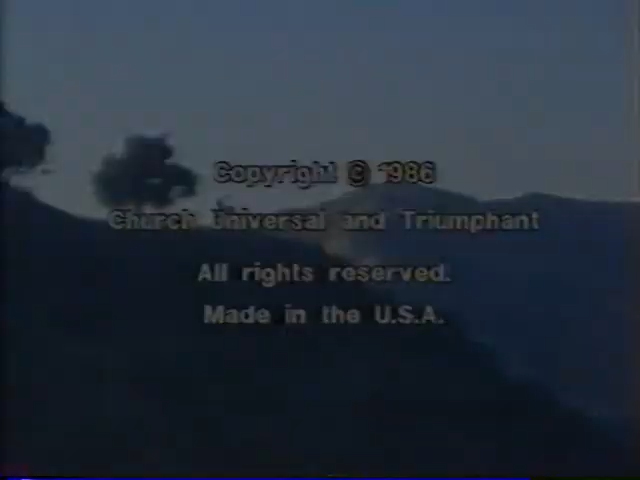 Copyright © 1986
Church Universal and Triumphant
All rights reserved.
Made in the U.S.A.